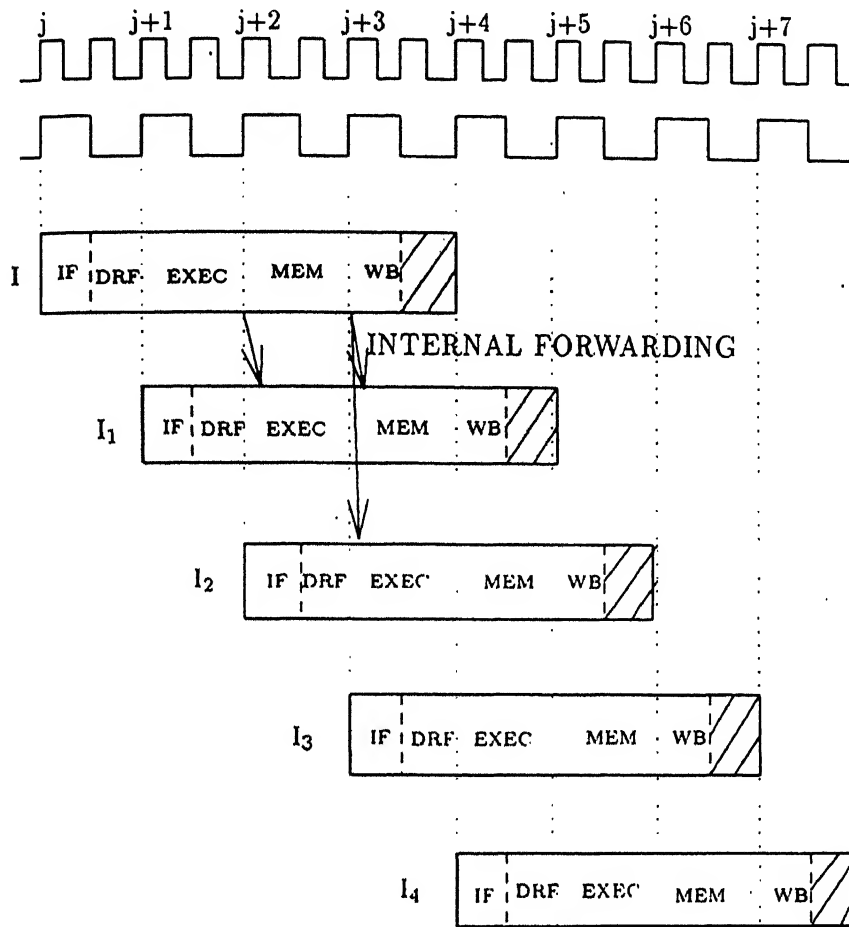 j j+1 j+2 j+3 j+4 j+5 j+6 j+7
I IF DRF EXEC MEM WB
INTERNAL FORWARDING
I₁ IF DRF EXEC MEM WB
I₂ IF DRF EXEC MEM WB
I₃ IF DRF EXEC MEM WB
I₄ IF DRF EXEC MEM WB